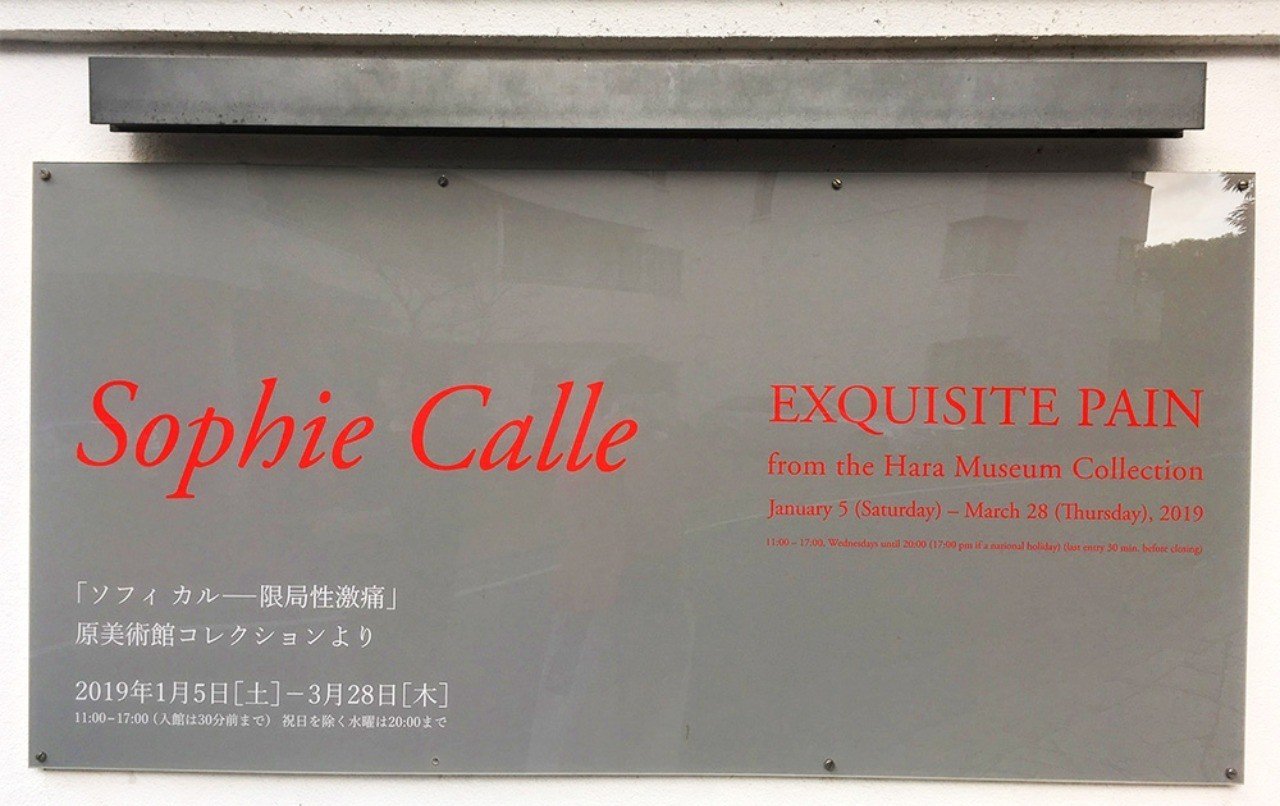 Sophie Calle
EXQUISITE PAIN
from the Hara Museum Collection
January 5 (Saturday) – March 28 (Thursday), 2019
11:00 – 17:00, Wednesdays until 20:00 (17:00 pm if a national holiday) (last entry 30 min. before closing)
「ソフィ カル──限局性激痛」
原美術館コレクションより
2019年1月5日[土]－3月28日[木]
11:00－17:00（入館は30分前まで） 祝日を除く水曜は20:00まで